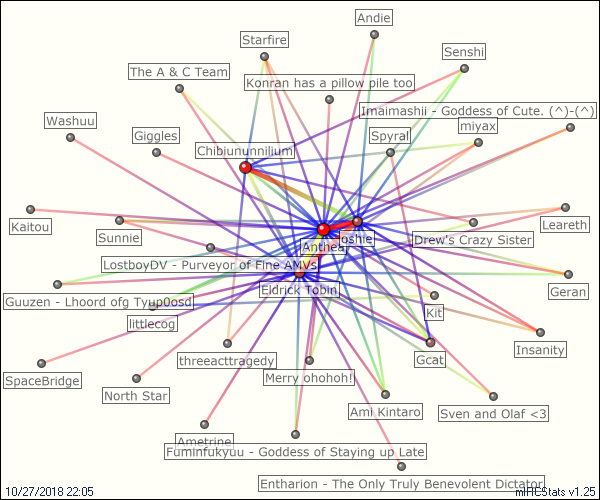 Andie
Starfire
Senshi
The A & C Team
Konran has a pillow pile too
Imaimashii - Goddess of Cute. (^)-(^)
Washuu
Giggles
Spyral
miyax
Chibiununnilium
Kaitou
Sunnie
Anthea
Joshie
Drew's Crazy Sister
Leareth
LostboyDV - Purveyor of Fine AMVs
Guuzen - Lhoord ofg Tyup0osd
Eldrick Tobin
Kit
Geran
littlecog
threeacttragedy
Gcat
Insanity
SpaceBridge
North Star
Merry ohohoh!
Ami Kintaro
Sven and Olaf <3
Ametrine
Fuminfukyuu - Goddess of Staying up Late
Entharion - The Only Truly Benevolent Dictator
10/27/2018 22:05
mIRCStats v1.25